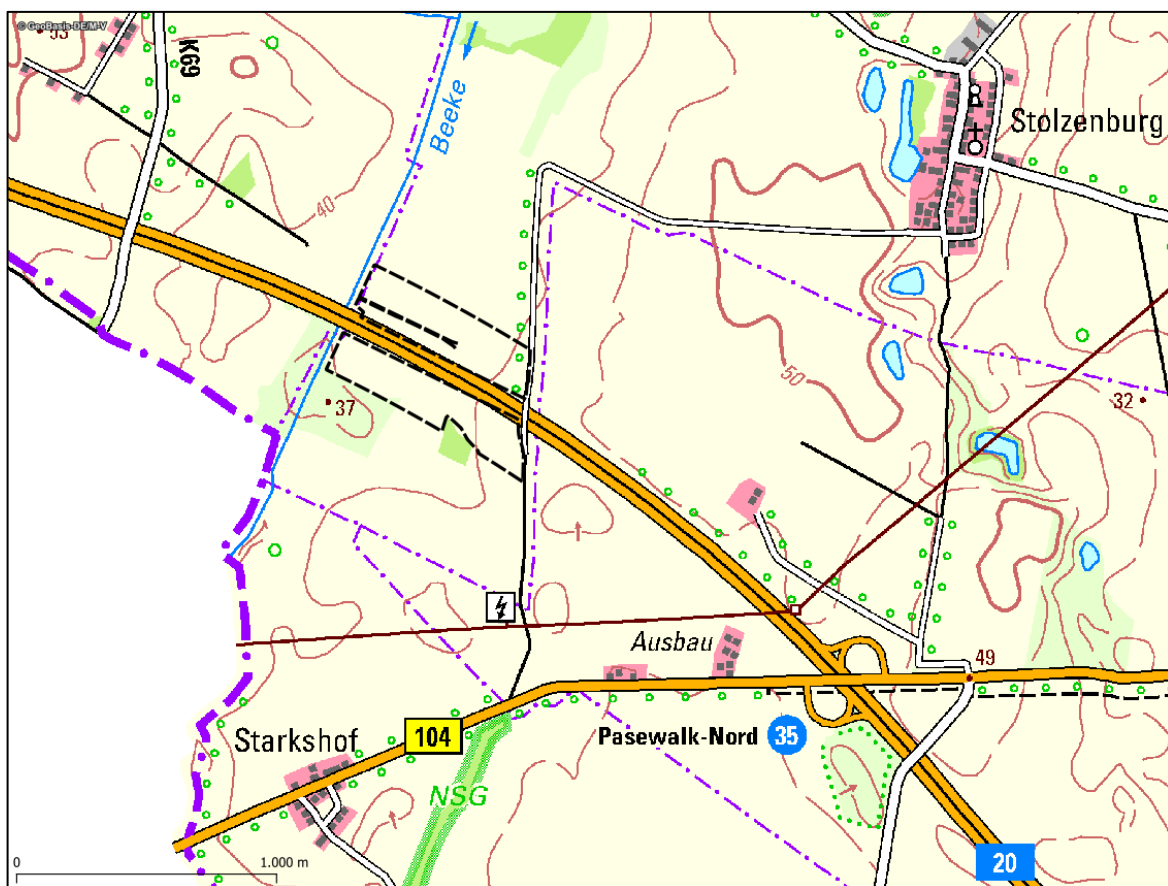 © GeoBasis-DE/M-V
53
K69
Beeke
Stolzenburg
40
50
37
32
Ausbau
49
Starkshof
104
Pasewalk-Nord
35
NSG
20
0
1.000 m